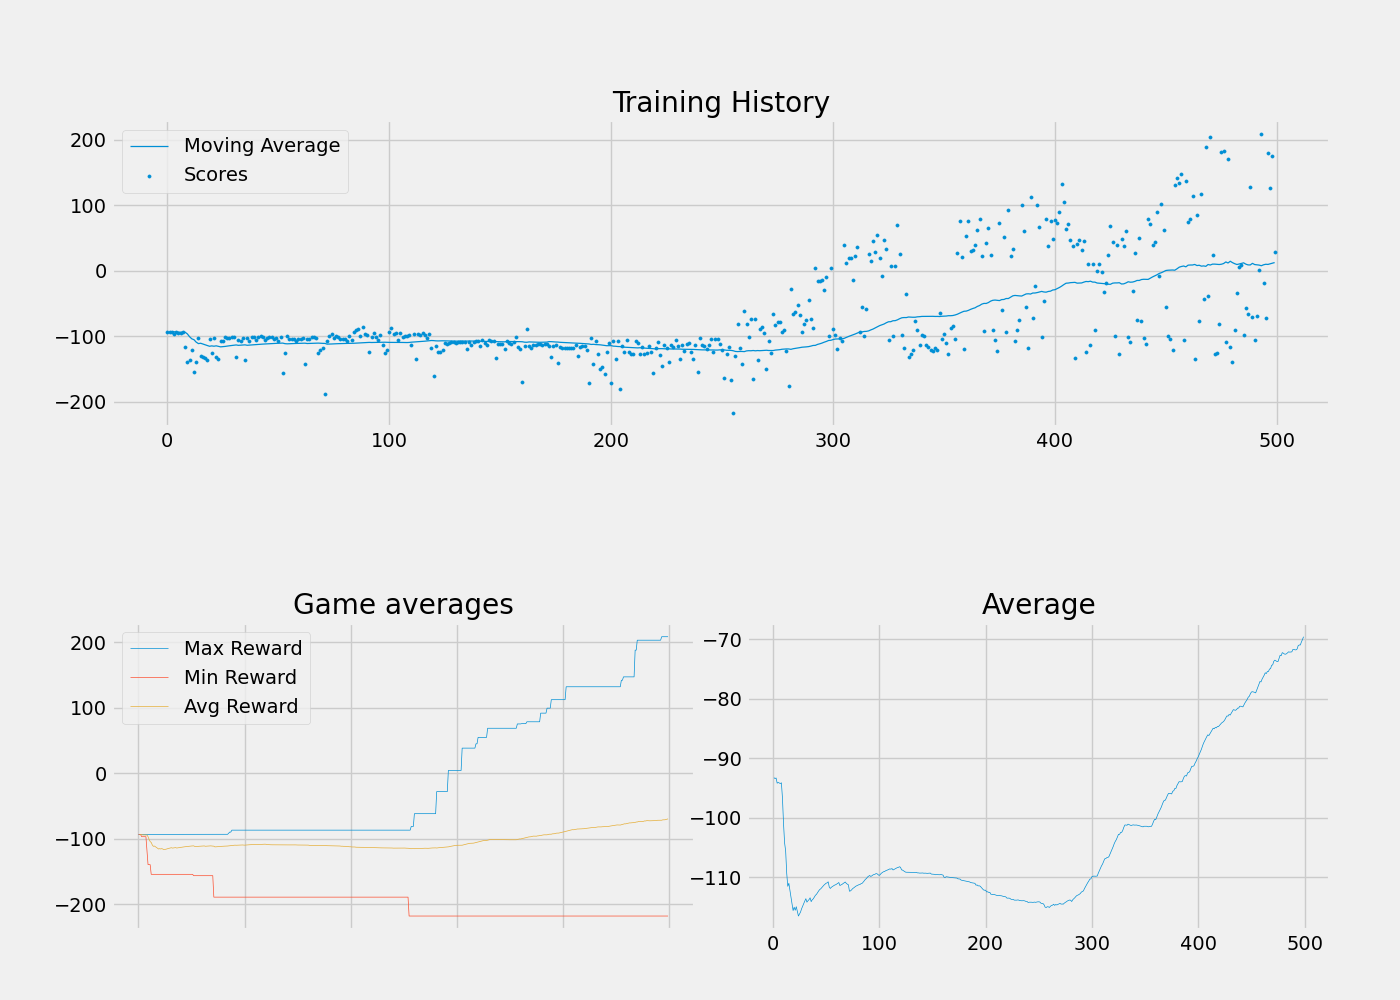 Training History
Moving Average
Scores
200
100
0
−100
−200
0 100 200 300 400 500
Game averages
Max Reward
Min Reward
Avg Reward
200
100
0
−100
−200
Average
−70
−80
−90
−100
−110
0 100 200 300 400 500